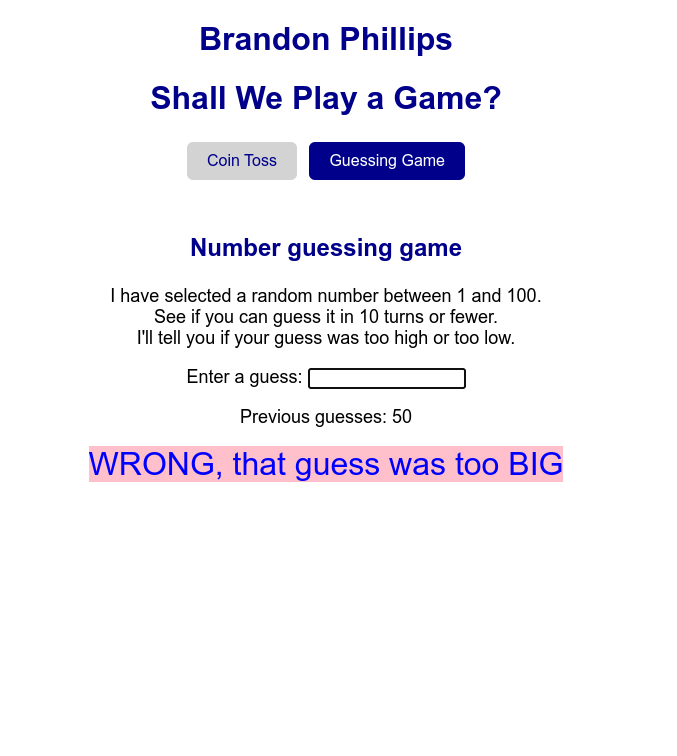 Brandon Phillips
Shall We Play a Game?
Coin Toss
Guessing Game
Number guessing game
I have selected a random number between 1 and 100.
See if you can guess it in 10 turns or fewer.
I'll tell you if your guess was too high or too low.
Enter a guess:
Previous guesses: 50
WRONG, that guess was too BIG